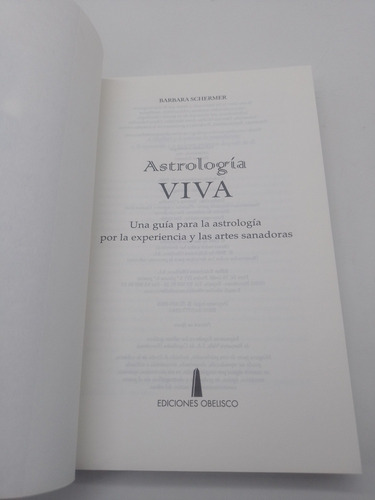 BARBARA SCHERMER
Astrología
VIVA
Una guía para la astrología
por la experiencia y las artes sanadoras
EDICIONES OBELISCO